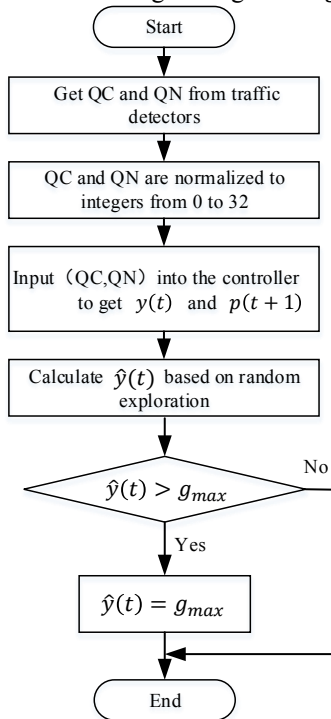 Start
Get QC and QN from traffic
detectors
QC and QN are normalized to
integers from 0 to 32
Input（QC,QN）into the controller
to get y(t) and p(t + 1)
Calculate ŷ(t) based on random
exploration
ŷ(t) > g_max
No
Yes
ŷ(t) = g_max
End